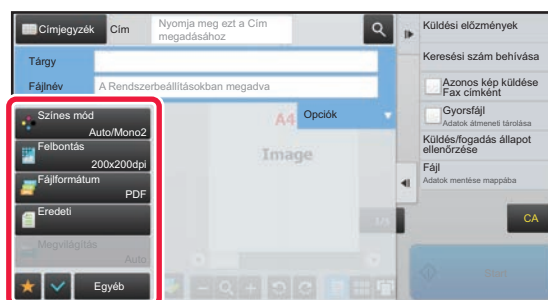 Címjegyzék
Cím
Nyomja meg ezt a Cím
megadásához
Tárgy
Fájlnév
A Rendszerbeállításokban megadva
Színes mód
Auto/Mono2
Felbontás
200x200dpi
Fájlformátum
PDF
Eredeti
Megvilágítás
Auto
Egyéb
A4
Opciók
Image
1/3
Küldési előzmények
Keresési szám behívása
Azonos kép küldése
Fax címként
Gyorsfájl
Adatok átmeneti tárolása
Küldés/fogadás állapot
ellenőrzése
Fájl
Adatok mentése mappába
CA